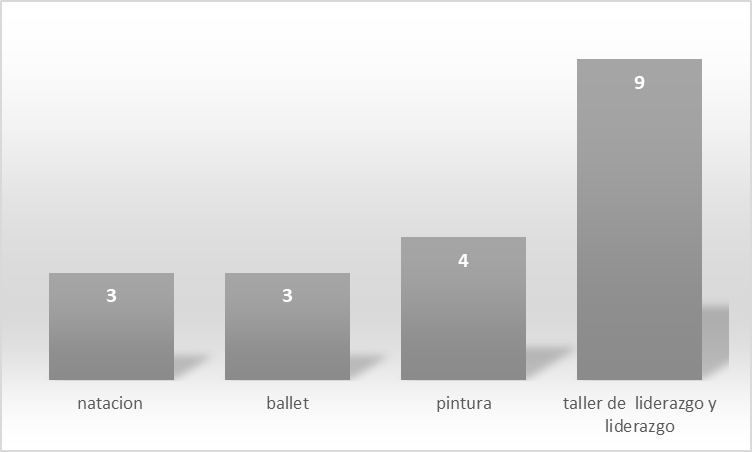 9
4
3
3
natacion
ballet
pintura
taller de liderazgo y
liderazgo